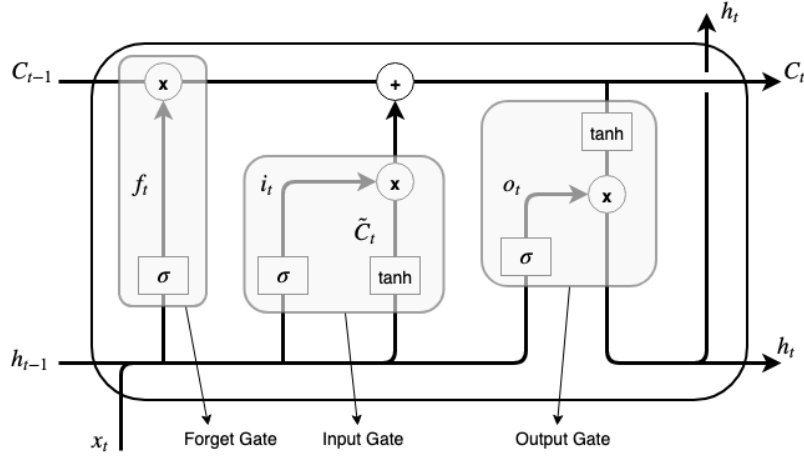 h_t
C_{t-1}
x
+
C_t
tanh
f_t
i_t
x
o_t
x
C̃_t
σ
σ
tanh
σ
h_{t-1}
h_t
x_t
Forget Gate
Input Gate
Output Gate